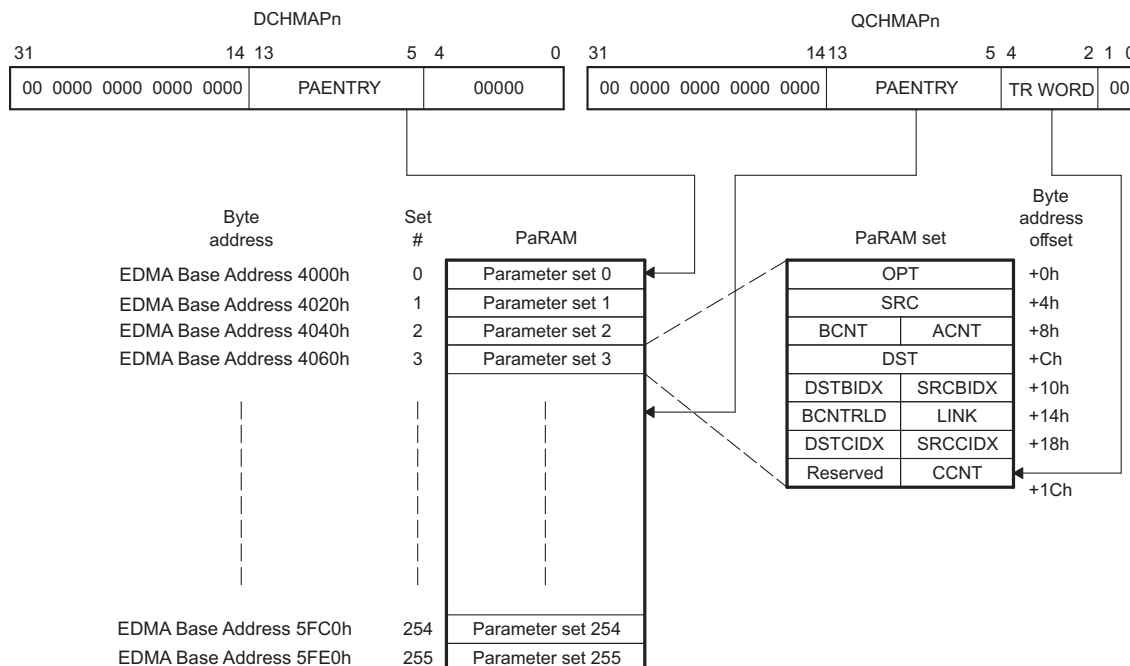 DCHMAPn
QCHMAPn
31 14 13 5 4 0
31 14 13 5 4 2 1 0
00 0000 0000 0000 0000 PAENTRY 00000
00 0000 0000 0000 0000 PAENTRY TR WORD 00
Byte
address
Set
#
PaRAM
PaRAM set
Byte
address
offset
EDMA Base Address 4000h 0 Parameter set 0
EDMA Base Address 4020h 1 Parameter set 1
EDMA Base Address 4040h 2 Parameter set 2
EDMA Base Address 4060h 3 Parameter set 3
OPT +0h
SRC +4h
BCNT ACNT +8h
DST +Ch
DSTBIDX SRCBIDX +10h
BCNTRLD LINK +14h
DSTCIDX SRCCIDX +18h
Reserved CCNT +1Ch
EDMA Base Address 5FC0h 254 Parameter set 254
EDMA Base Address 5FE0h 255 Parameter set 255